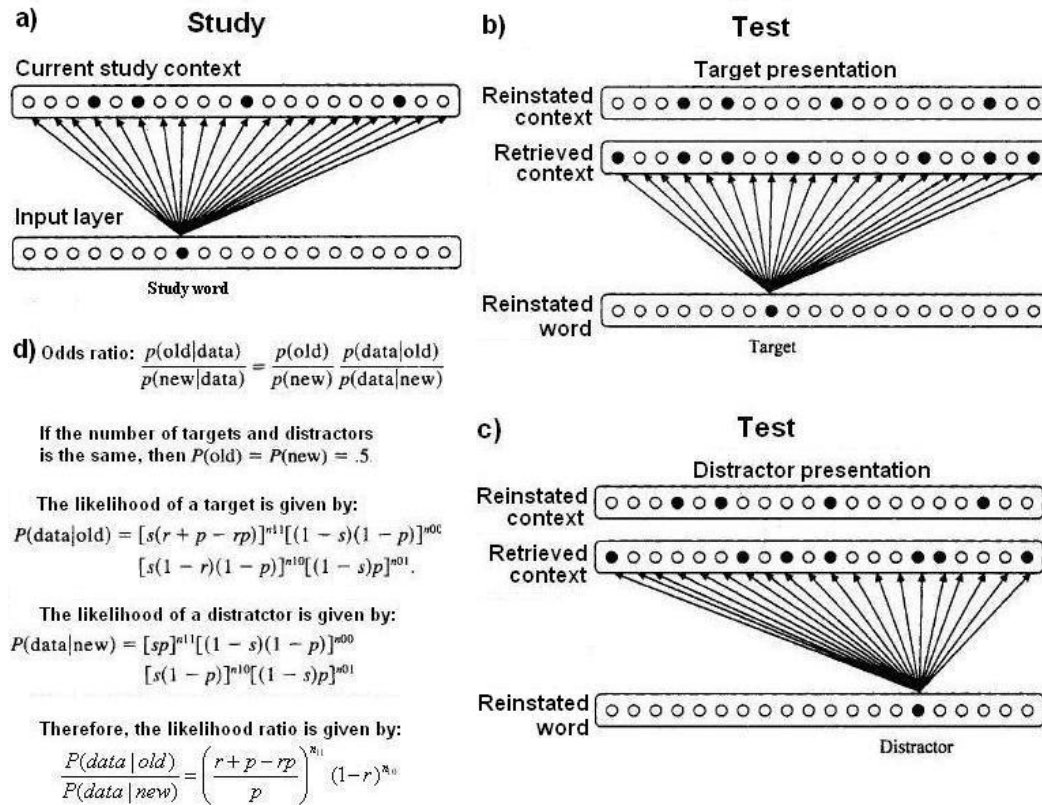 a)
Study
Current study context
Input layer
Study word
b)
Test
Target presentation
Reinstated
context
Retrieved
context
Reinstated
word
Target
c)
Test
Distractor presentation
Reinstated
context
Retrieved
context
Reinstated
word
Distractor
d) Odds ratio: p(old|data)/p(new|data) = p(old)/p(new) p(data|old)/p(data|new)
If the number of targets and distractors
is the same, then P(old) = P(new) = .5.
The likelihood of a target is given by:
P(data|old) = [s(r + p − rp)]^n11[(1 − s)(1 − p)]^n00
[s(1 − r)(1 − p)]^n10[(1 − s)p]^n01.
The likelihood of a distratctor is given by:
P(data|new) = [sp]^n11[(1 − s)(1 − p)]^n00
[s(1 − p)]^n10[(1 − s)p]^n01
Therefore, the likelihood ratio is given by:
P(data | old)/P(data | new) = ((r + p − rp)/p)^n11 (1−r)^n10